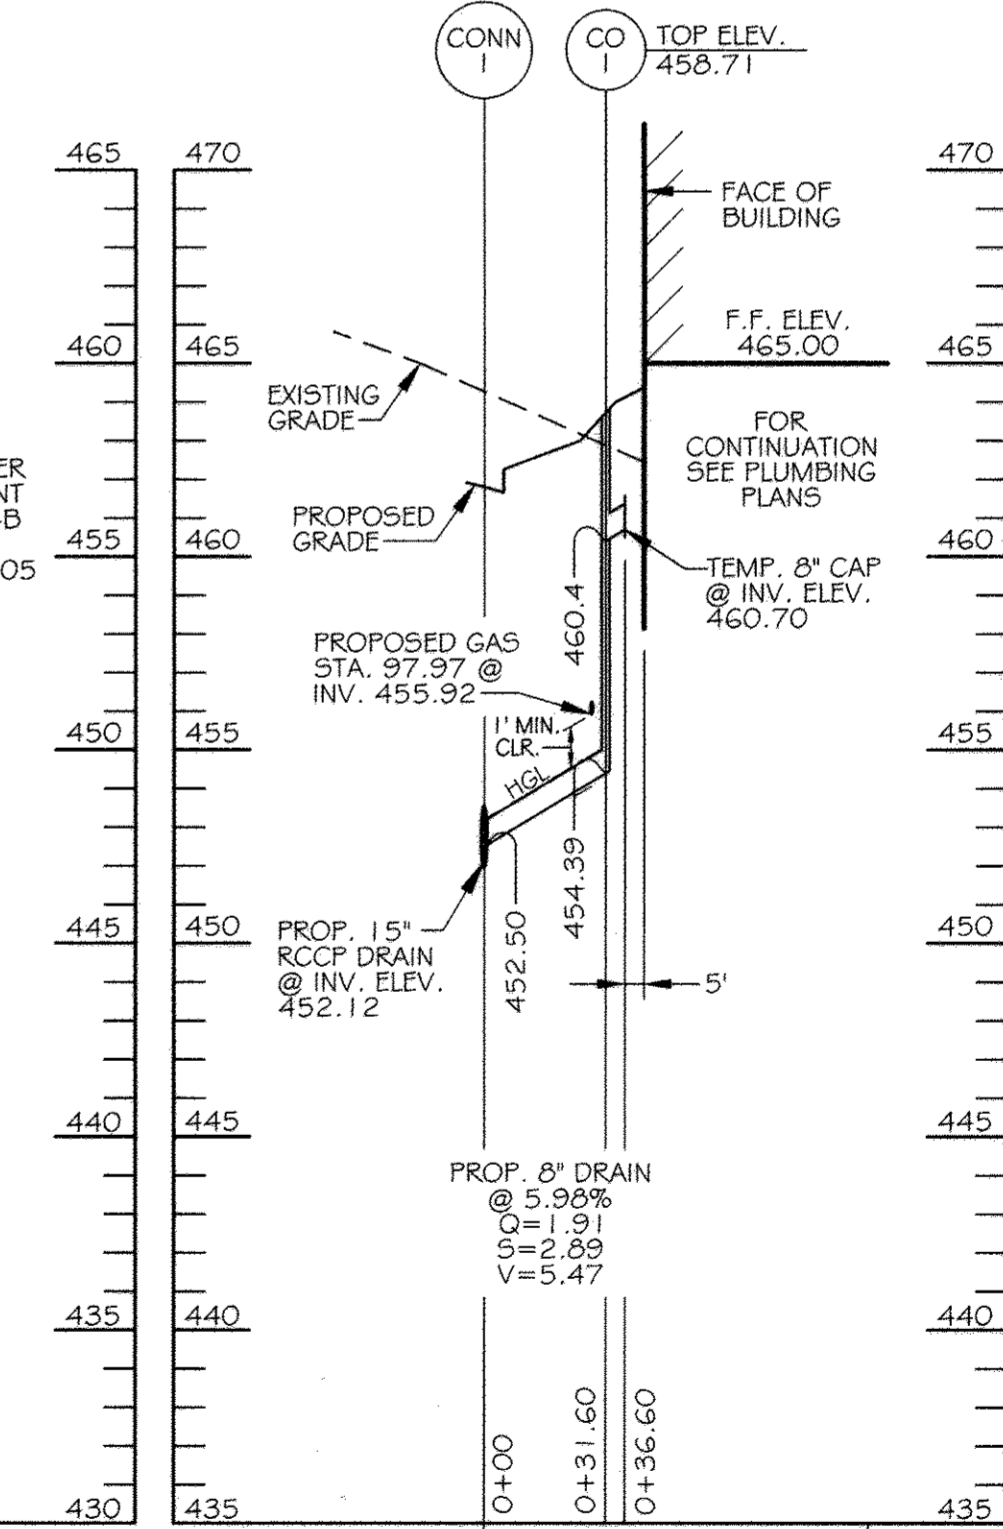 CONN
1
CO
1
TOP ELEV.
458.71
465
470
470
FACE OF
BUILDING
F.F. ELEV.
465.00
460
465
465
EXISTING
GRADE
FOR
CONTINUATION
SEE PLUMBING
PLANS
ER
NT
B
05
PROPOSED
GRADE
455
460
460
TEMP. 8" CAP
@ INV. ELEV.
460.70
460.4
PROPOSED GAS
STA. 97.97 @
INV. 455.92
1' MIN.
CLR.
450
455
455
HGL
454.39
452.50
445
450
450
PROP. 15"
RCCP DRAIN
@ INV. ELEV.
452.12
5'
440
445
445
PROP. 8" DRAIN
@ 5.98%
Q=1.91
S=2.89
V=5.47
435
440
440
0+00
0+31.60
0+36.60
430
435
435